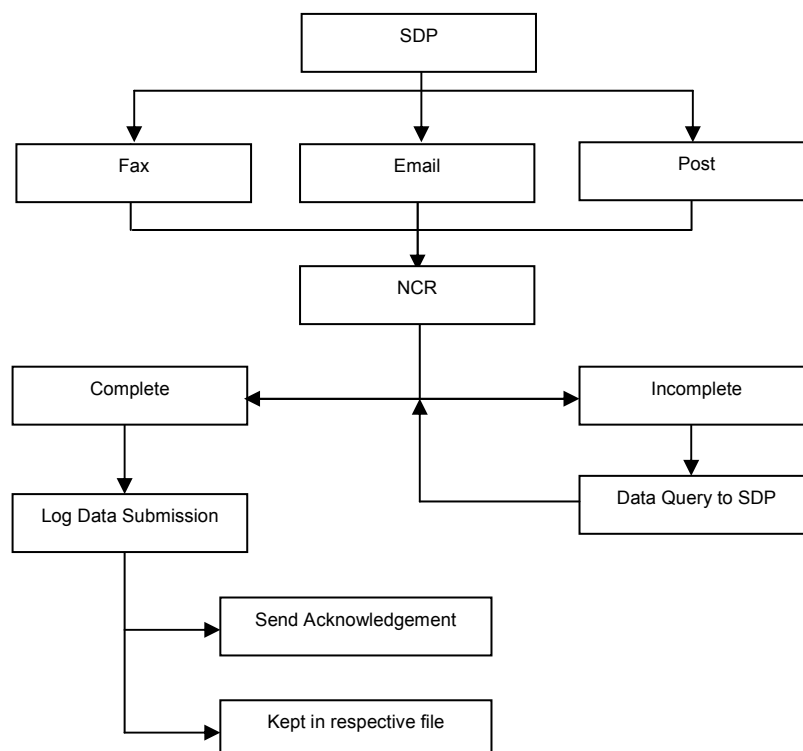 SDP
Fax
Email
Post
NCR
Complete
Incomplete
Log Data Submission
Data Query to SDP
Send Acknowledgement
Kept in respective file